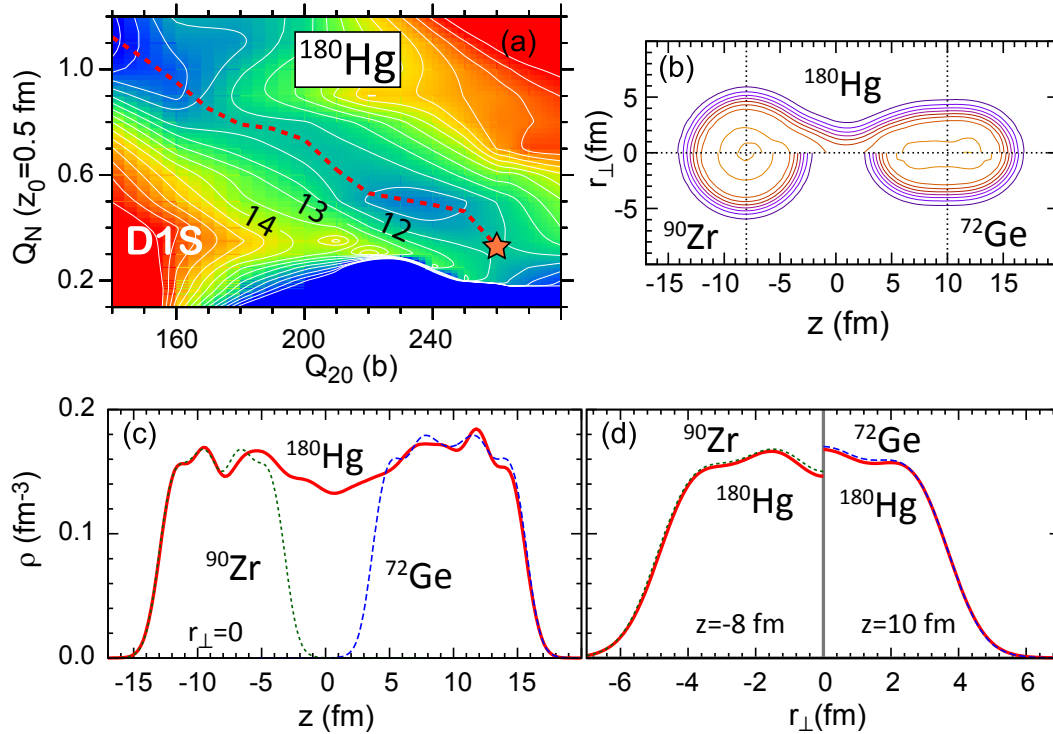 (a)
¹⁸⁰Hg
D1S
14
13
12
Q_N (z₀=0.5 fm)
1.0
0.6
0.2
160
200
240
Q₂₀ (b)
(b)
¹⁸⁰Hg
⁹⁰Zr
⁷²Ge
r⊥(fm)
5
0
-5
-15
-10
-5
0
5
10
15
z (fm)
(c)
¹⁸⁰Hg
⁹⁰Zr
⁷²Ge
r⊥=0
ρ (fm⁻³)
0.2
0.1
0.0
-15
-10
-5
0
5
10
15
z (fm)
(d)
⁹⁰Zr
¹⁸⁰Hg
z=-8 fm
⁷²Ge
¹⁸⁰Hg
z=10 fm
-6
-4
-2
0
2
4
6
r⊥(fm)